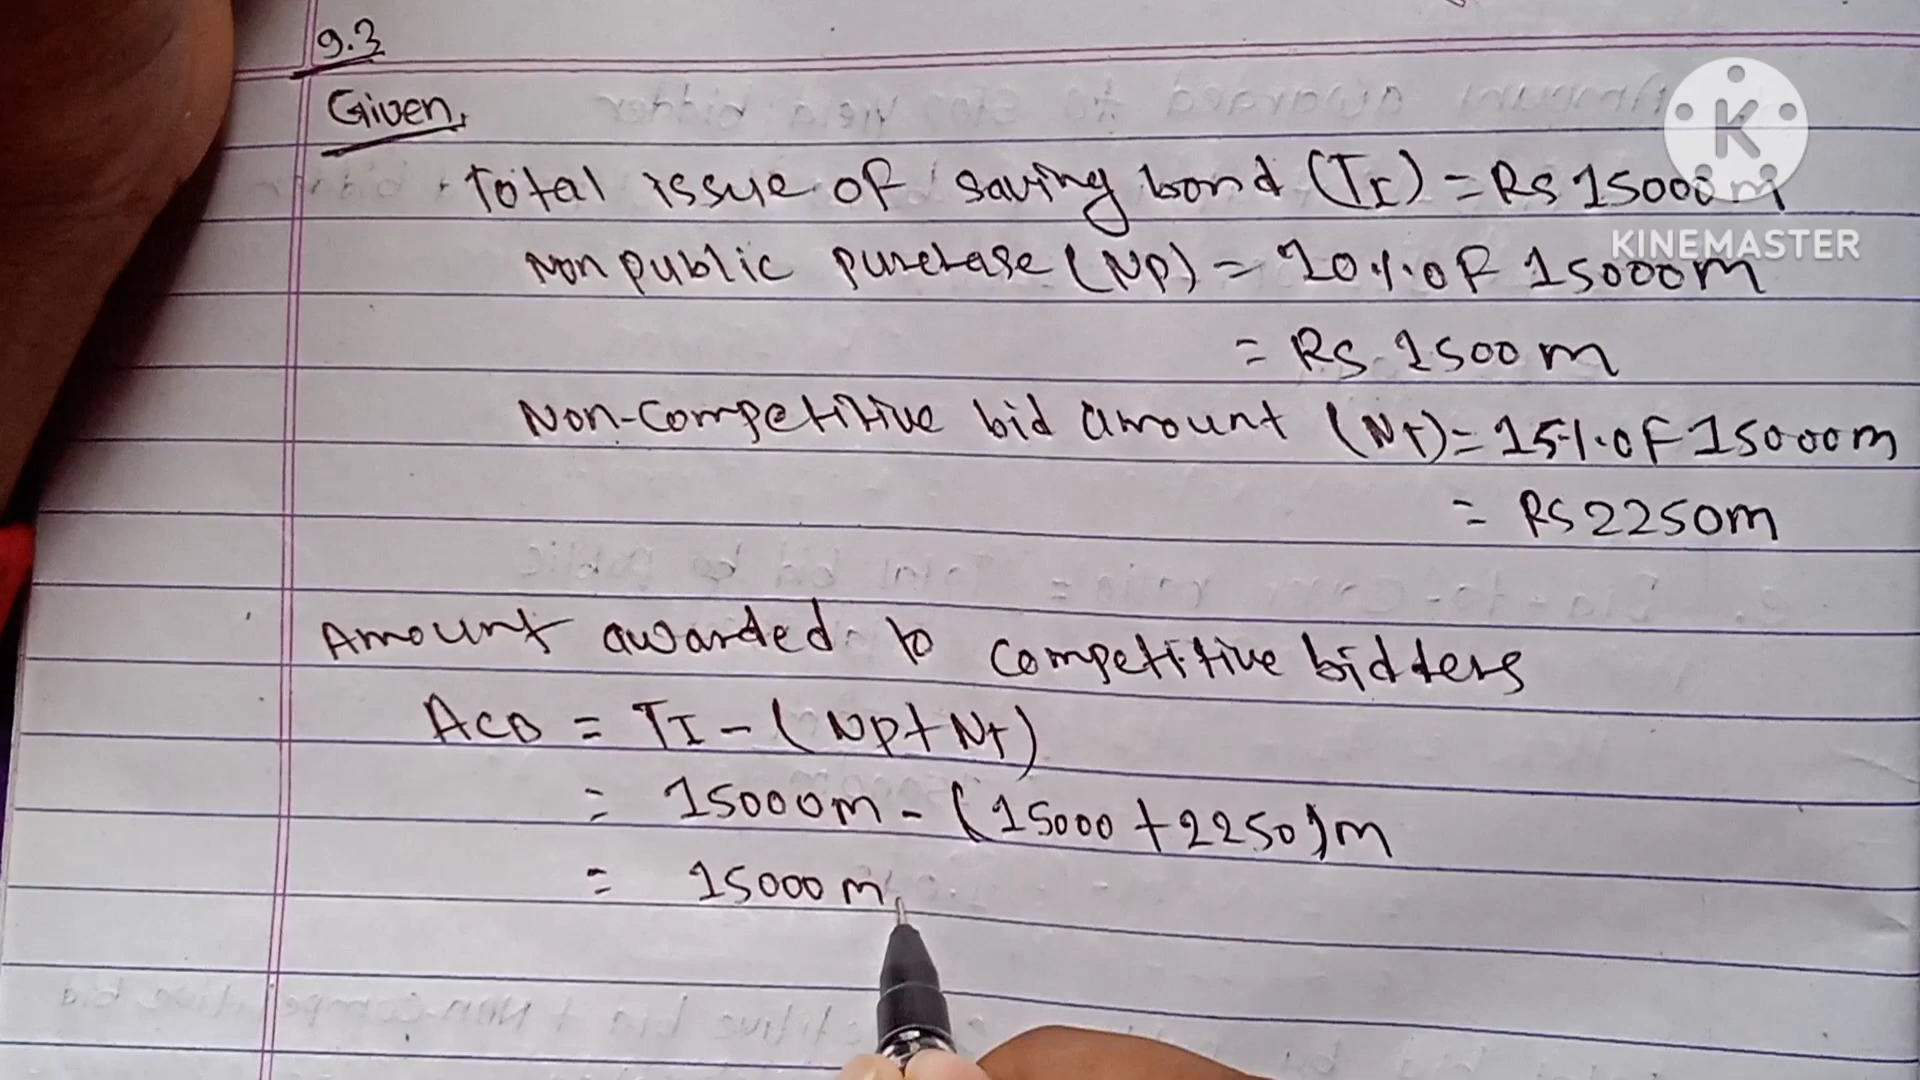 9.3
Given,
Total issue of saving bond (TI) = Rs 15000m
K
KINEMASTER
Non public purchase (NP) = 10% of 15000m
= Rs 1500 m
Non-competitive bid amount (NT) = 15% of 15000m
= RS 2250m
Amount awarded to competitive bidders
ACB = TI - (NP + NT)
= 15000m - (15000 + 2250)m
= 15000 m